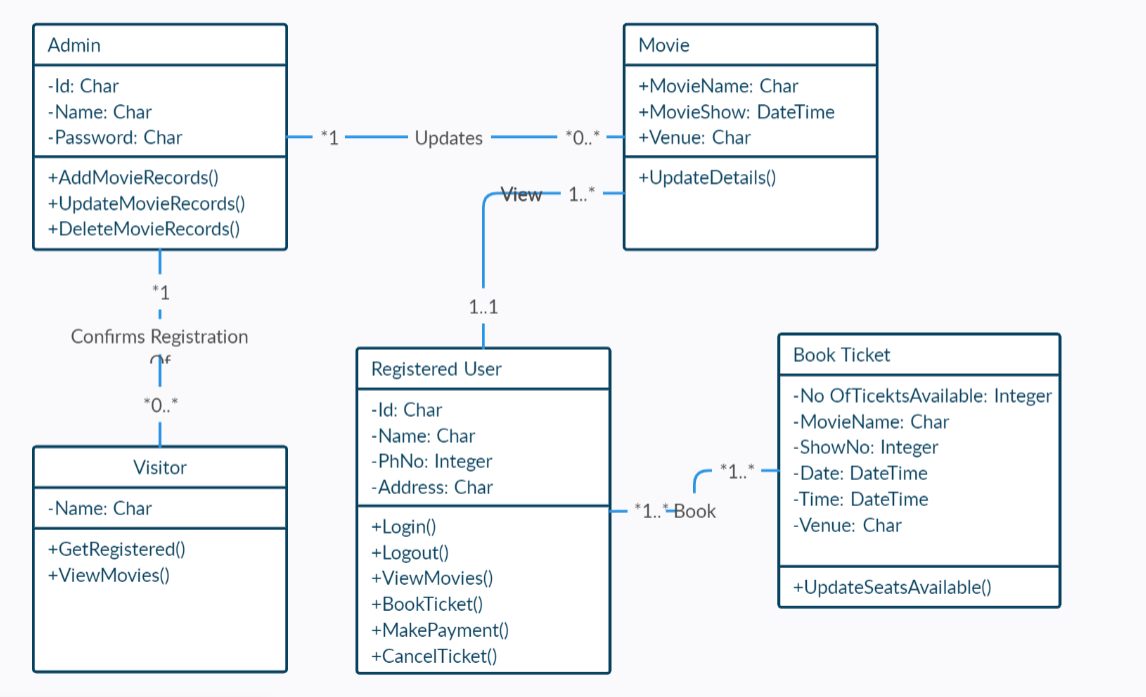 Admin
-Id: Char
-Name: Char
-Password: Char
+AddMovieRecords()
+UpdateMovieRecords()
+DeleteMovieRecords()
*1
Updates
*0..*
Movie
+MovieName: Char
+MovieShow: DateTime
+Venue: Char
+UpdateDetails()
View
1..*
1..1
*1
Confirms Registration
Of
*0..*
Visitor
-Name: Char
+GetRegistered()
+ViewMovies()
Registered User
-Id: Char
-Name: Char
-PhNo: Integer
-Address: Char
+Login()
+Logout()
+ViewMovies()
+BookTicket()
+MakePayment()
+CancelTicket()
*1..*
Book
*1..*
Book Ticket
-No OfTicektsAvailable: Integer
-MovieName: Char
-ShowNo: Integer
-Date: DateTime
-Time: DateTime
-Venue: Char
+UpdateSeatsAvailable()